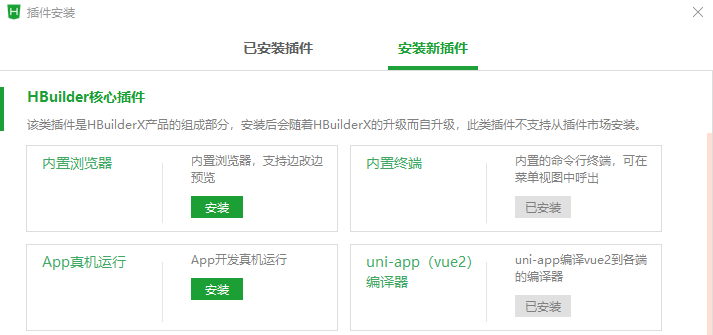 插件安装
已安装插件
安装新插件
HBuilder核心插件
该类插件是HBuilderX产品的组成部分，安装后会随着HBuilderX的升级而自升级，此类插件不支持从插件市场安装。
内置浏览器
内置浏览器，支持边改边
预览
安装
内置终端
内置的命令行终端，可在
菜单视图中呼出
已安装
App真机运行
App开发真机运行
安装
uni-app（vue2）
编译器
uni-app编译vue2到各端
的编译器
已安装